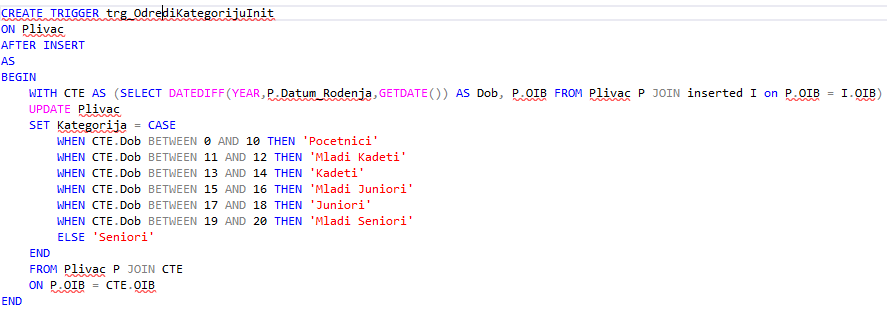 CREATE TRIGGER trg_OdrediKategorijuInit
ON Plivac
AFTER INSERT
AS
BEGIN
    WITH CTE AS (SELECT DATEDIFF(YEAR,P.Datum_Rodenja,GETDATE()) AS Dob, P.OIB FROM Plivac P JOIN inserted I on P.OIB = I.OIB)
    UPDATE Plivac
    SET Kategorija = CASE
        WHEN CTE.Dob BETWEEN 0 AND 10 THEN 'Pocetnici'
        WHEN CTE.Dob BETWEEN 11 AND 12 THEN 'Mladi Kadeti'
        WHEN CTE.Dob BETWEEN 13 AND 14 THEN 'Kadeti'
        WHEN CTE.Dob BETWEEN 15 AND 16 THEN 'Mladi Juniori'
        WHEN CTE.Dob BETWEEN 17 AND 18 THEN 'Juniori'
        WHEN CTE.Dob BETWEEN 19 AND 20 THEN 'Mladi Seniori'
        ELSE 'Seniori'
    END
    FROM Plivac P JOIN CTE
    ON P.OIB = CTE.OIB
END